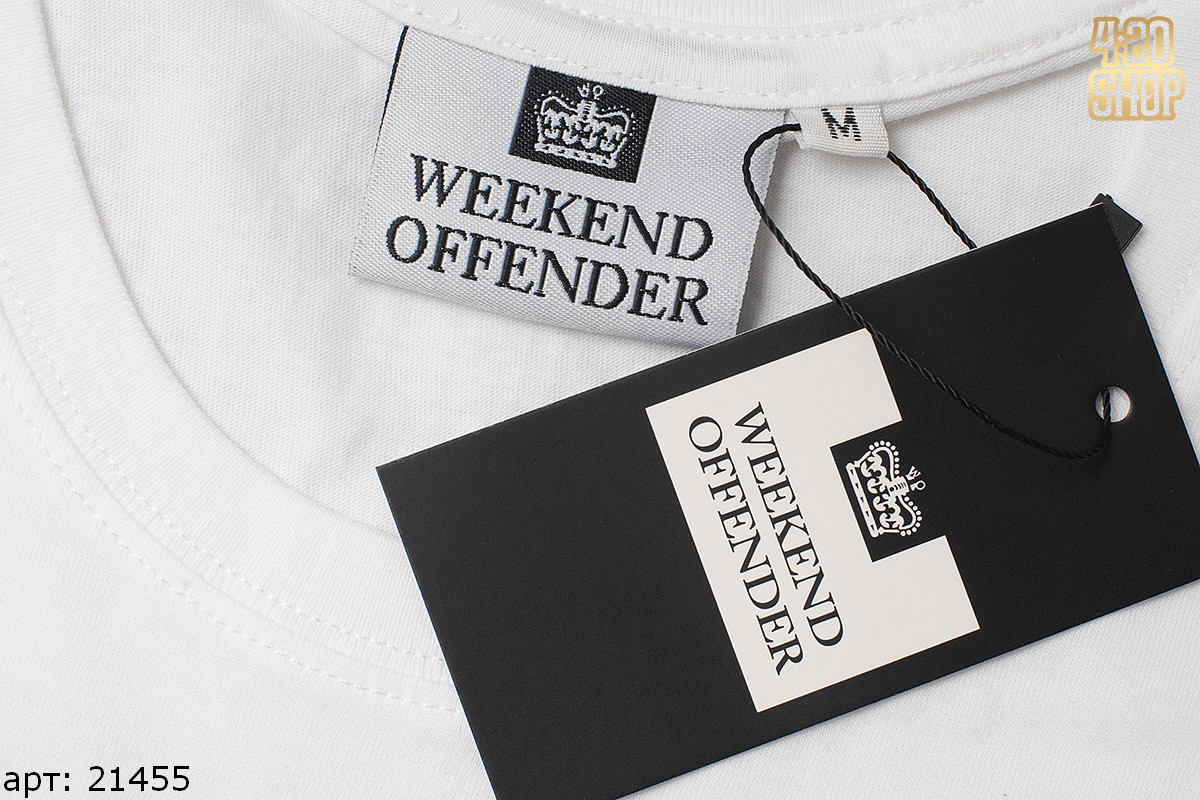 4:20
SHOP
WEEKEND
OFFENDER
M
WEEKEND
OFFENDER
арт: 21455